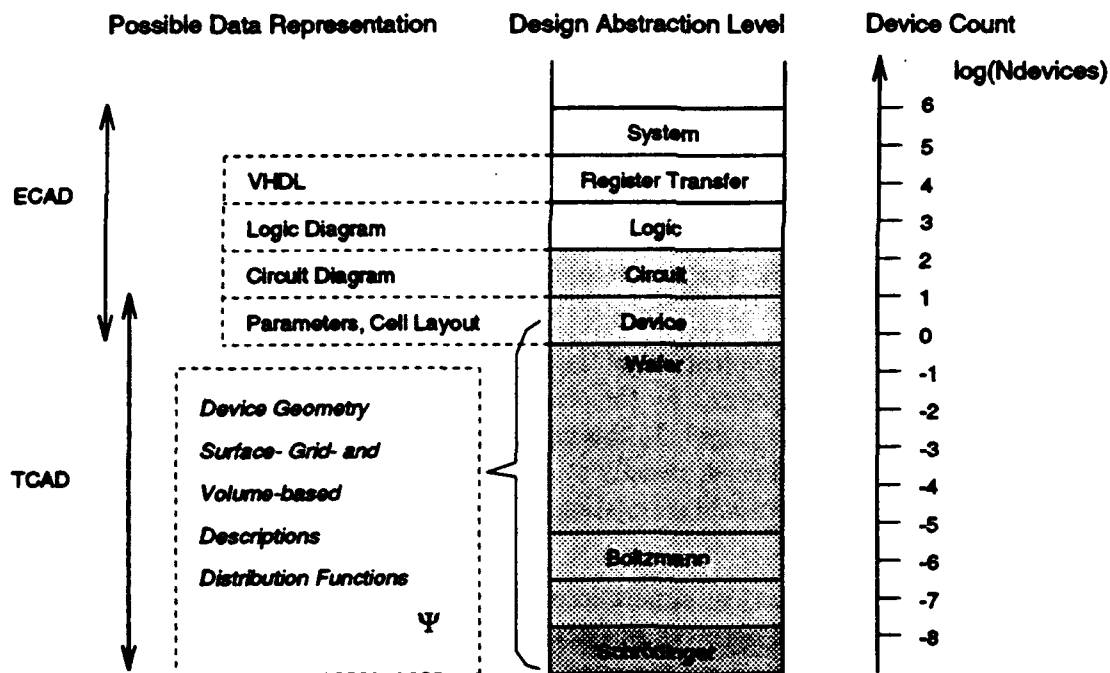 Possible Data Representation
Design Abstraction Level
Device Count
log(Ndevices)
ECAD
TCAD
VHDL
Logic Diagram
Circuit Diagram
Parameters, Cell Layout
Device Geometry
Surface- Grid- and
Volume-based
Descriptions
Distribution Functions
Ψ
System
Register Transfer
Logic
Circuit
Device
Wafer
Boltzmann
Schrödinger
6
5
4
3
2
1
0
-1
-2
-3
-4
-5
-6
-7
-8